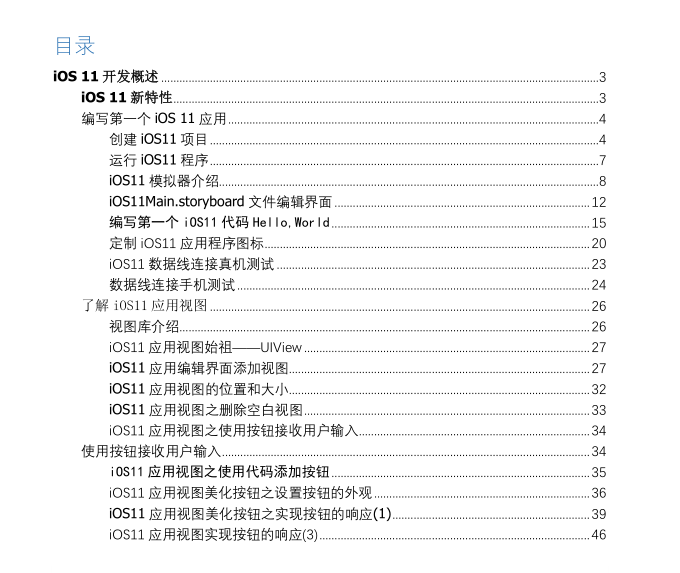 目录
iOS 11 开发概述 3
iOS 11 新特性 3
编写第一个 iOS 11 应用 4
创建 iOS11 项目 4
运行 iOS11 程序 7
iOS11 模拟器介绍 8
iOS11Main.storyboard 文件编辑界面 12
编写第一个 iOS11 代码 Hello,World 15
定制 iOS11 应用程序图标 20
iOS11 数据线连接真机测试 23
数据线连接手机测试 24
了解 iOS11 应用视图 26
视图库介绍 26
iOS11 应用视图始祖——UIView 27
iOS11 应用编辑界面添加视图 27
iOS11 应用视图的位置和大小 32
iOS11 应用视图之删除空白视图 33
iOS11 应用视图之使用按钮接收用户输入 34
使用按钮接收用户输入 34
iOS11 应用视图之使用代码添加按钮 35
iOS11 应用视图美化按钮之设置按钮的外观 36
iOS11 应用视图美化按钮之实现按钮的响应(1) 39
iOS11 应用视图实现按钮的响应(3) 46